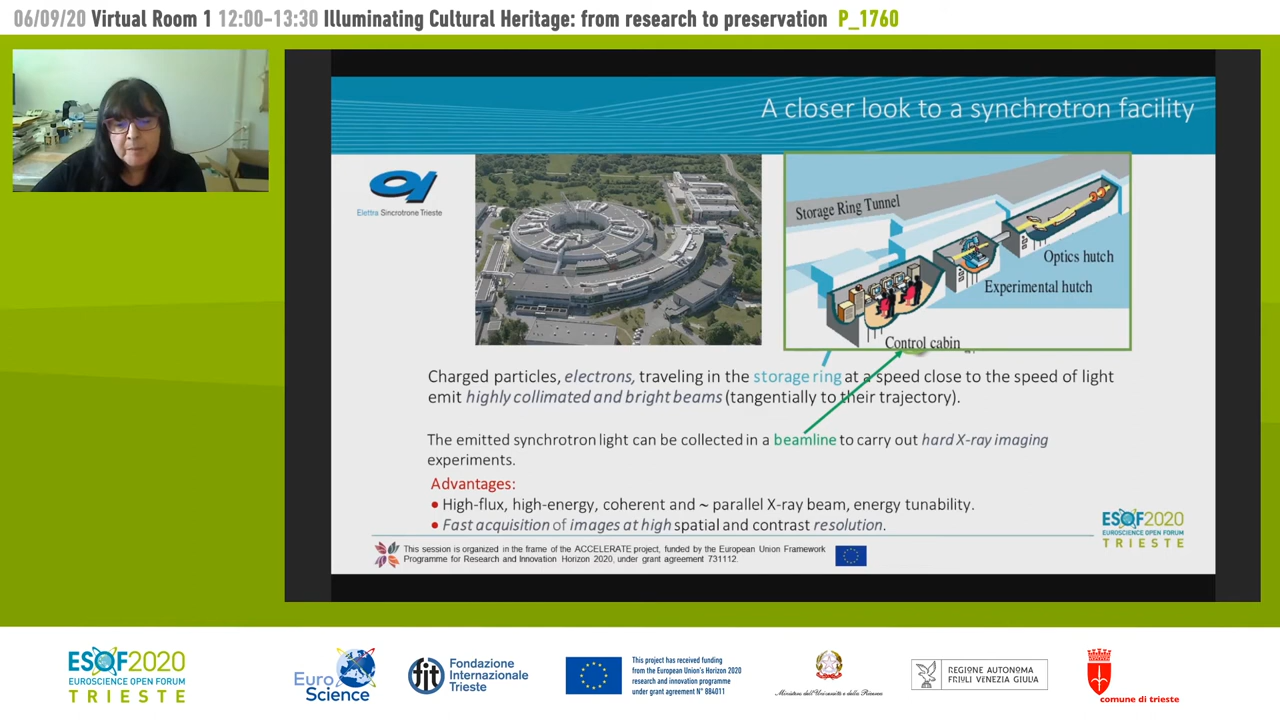 06/09/20 Virtual Room 1 12:00-13:30 Illuminating Cultural Heritage: from research to preservation P_1760
A closer look to a synchrotron facility
Elettra Sincrotrone Trieste
Storage Ring Tunnel
Optics hutch
Experimental hutch
Control cabin
Charged particles, electrons, traveling in the storage ring at a speed close to the speed of light
emit highly collimated and bright beams (tangentially to their trajectory).
The emitted synchrotron light can be collected in a beamline to carry out hard X-ray imaging
experiments.
Advantages:
• High-flux, high-energy, coherent and ~ parallel X-ray beam, energy tunability.
• Fast acquisition of images at high spatial and contrast resolution.
ESOF2020
EUROSCIENCE OPEN FORUM
TRIESTE
This session is organized in the frame of the ACCELERATE project, funded by the European Union Framework
Programme for Research and Innovation Horizon 2020, under grant agreement 731112.
ESOF2020
EUROSCIENCE OPEN FORUM
TRIESTE
Euro
Science
fit
Fondazione
Internazionale
Trieste
This project has received funding
from the European Union's Horizon 2020
research and innovation programme
under grant agreement N° 884011
Ministero dell'Università e della Ricerca
REGIONE AUTONOMA
FRIULI VENEZIA GIULIA
comune di trieste